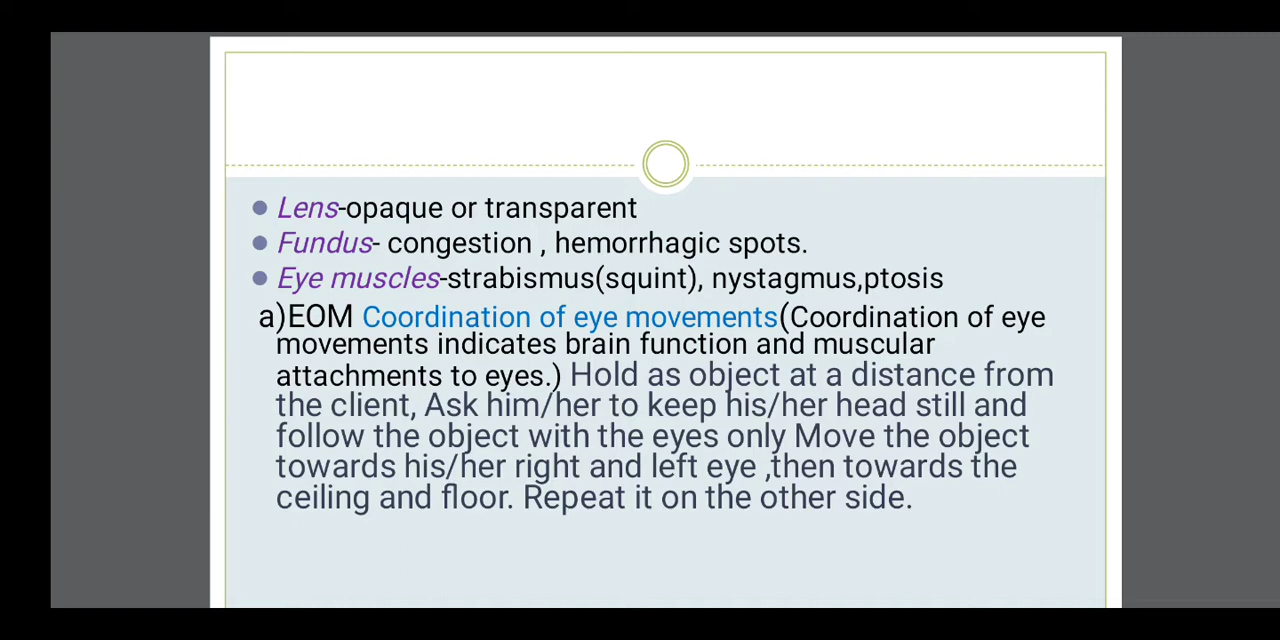 Lens-opaque or transparent
Fundus- congestion , hemorrhagic spots.
Eye muscles-strabismus(squint), nystagmus,ptosis
a)EOM Coordination of eye movements(Coordination of eye
movements indicates brain function and muscular
attachments to eyes.) Hold as object at a distance from
the client, Ask him/her to keep his/her head still and
follow the object with the eyes only Move the object
towards his/her right and left eye ,then towards the
ceiling and floor. Repeat it on the other side.